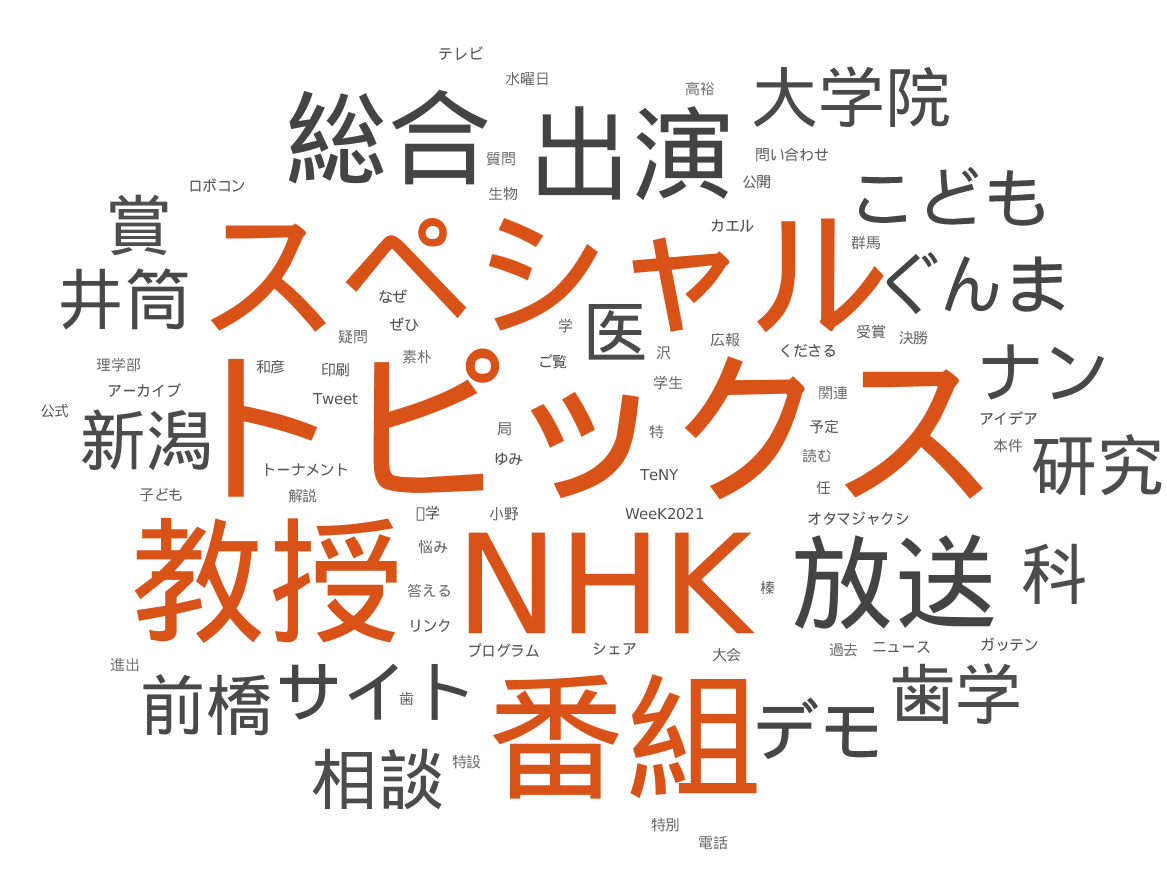 テレビ
水曜日
高裕
大学院
総合
出演
質問
問い合わせ
公開
生物
ロボコン
こども
賞
スペシャル
カエル
群馬
井筒
ぐんま
なぜ
ぜひ
学
医
疑問
広報
受賞
決勝
素朴
ご覧
沢
くださる
ナン
理学部
和彦
印刷
トピックス
学生
関連
アーカイブ
Tweet
公式
新潟
アイデア
局
特
予定
本件
研究
ゆみ
読む
トーナメント
TeNY
任
子ども
解説
学
小野
WeeK2021
オタマジャクシ
教授
NHK
放送
悩み
科
答える
榛
リンク
プログラム
シェア
大会
過去
ニュース
ガッテン
進出
前橋
サイト
歯
番組
デモ
歯学
相談
特設
特別
電話